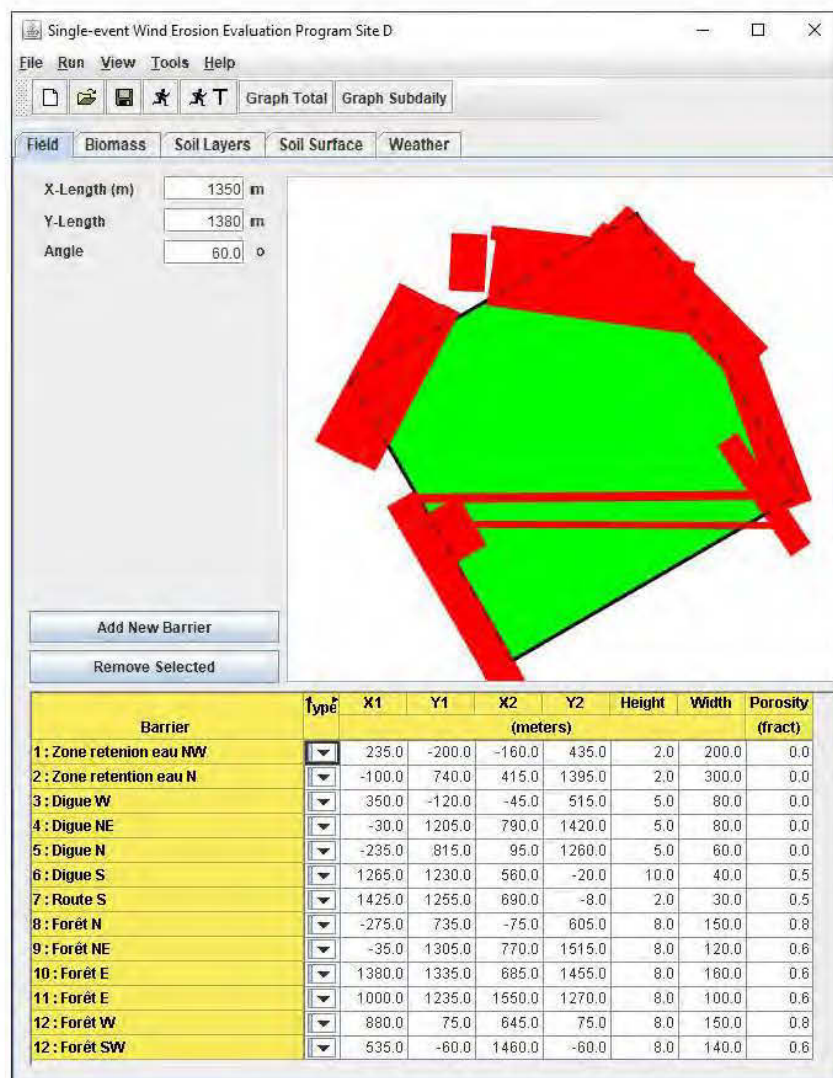 Single-event Wind Erosion Evaluation Program Site D
File Run View Tools Help
T Graph Total Graph Subdaily
Field Biomass Soil Layers Soil Surface Weather
X-Length (m) 1350 m
Y-Length 1380 m
Angle 60.0 o
Add New Barrier
Remove Selected
Barrier Type X1 Y1 X2 Y2 Height Width Porosity
(meters) (fract)
1 : Zone retenion eau NW 235.0 -200.0 -160.0 435.0 2.0 200.0 0.0
2 : Zone retention eau N -100.0 740.0 415.0 1395.0 2.0 300.0 0.0
3 : Digue W 350.0 -120.0 -45.0 515.0 5.0 80.0 0.0
4 : Digue NE -30.0 1205.0 790.0 1420.0 5.0 80.0 0.0
5 : Digue N -235.0 815.0 95.0 1260.0 5.0 60.0 0.0
6 : Digue S 1265.0 1230.0 560.0 -20.0 10.0 40.0 0.5
7 : Route S 1425.0 1255.0 690.0 -8.0 2.0 30.0 0.5
8 : Forêt N -275.0 735.0 -75.0 605.0 8.0 150.0 0.8
9 : Forêt NE -35.0 1305.0 770.0 1515.0 8.0 120.0 0.6
10 : Forêt E 1380.0 1335.0 685.0 1455.0 8.0 160.0 0.6
11 : Forêt E 1000.0 1235.0 1550.0 1270.0 8.0 100.0 0.6
12 : Forêt W 880.0 75.0 645.0 75.0 8.0 150.0 0.8
12 : Forêt SW 535.0 -60.0 1460.0 -60.0 8.0 140.0 0.6